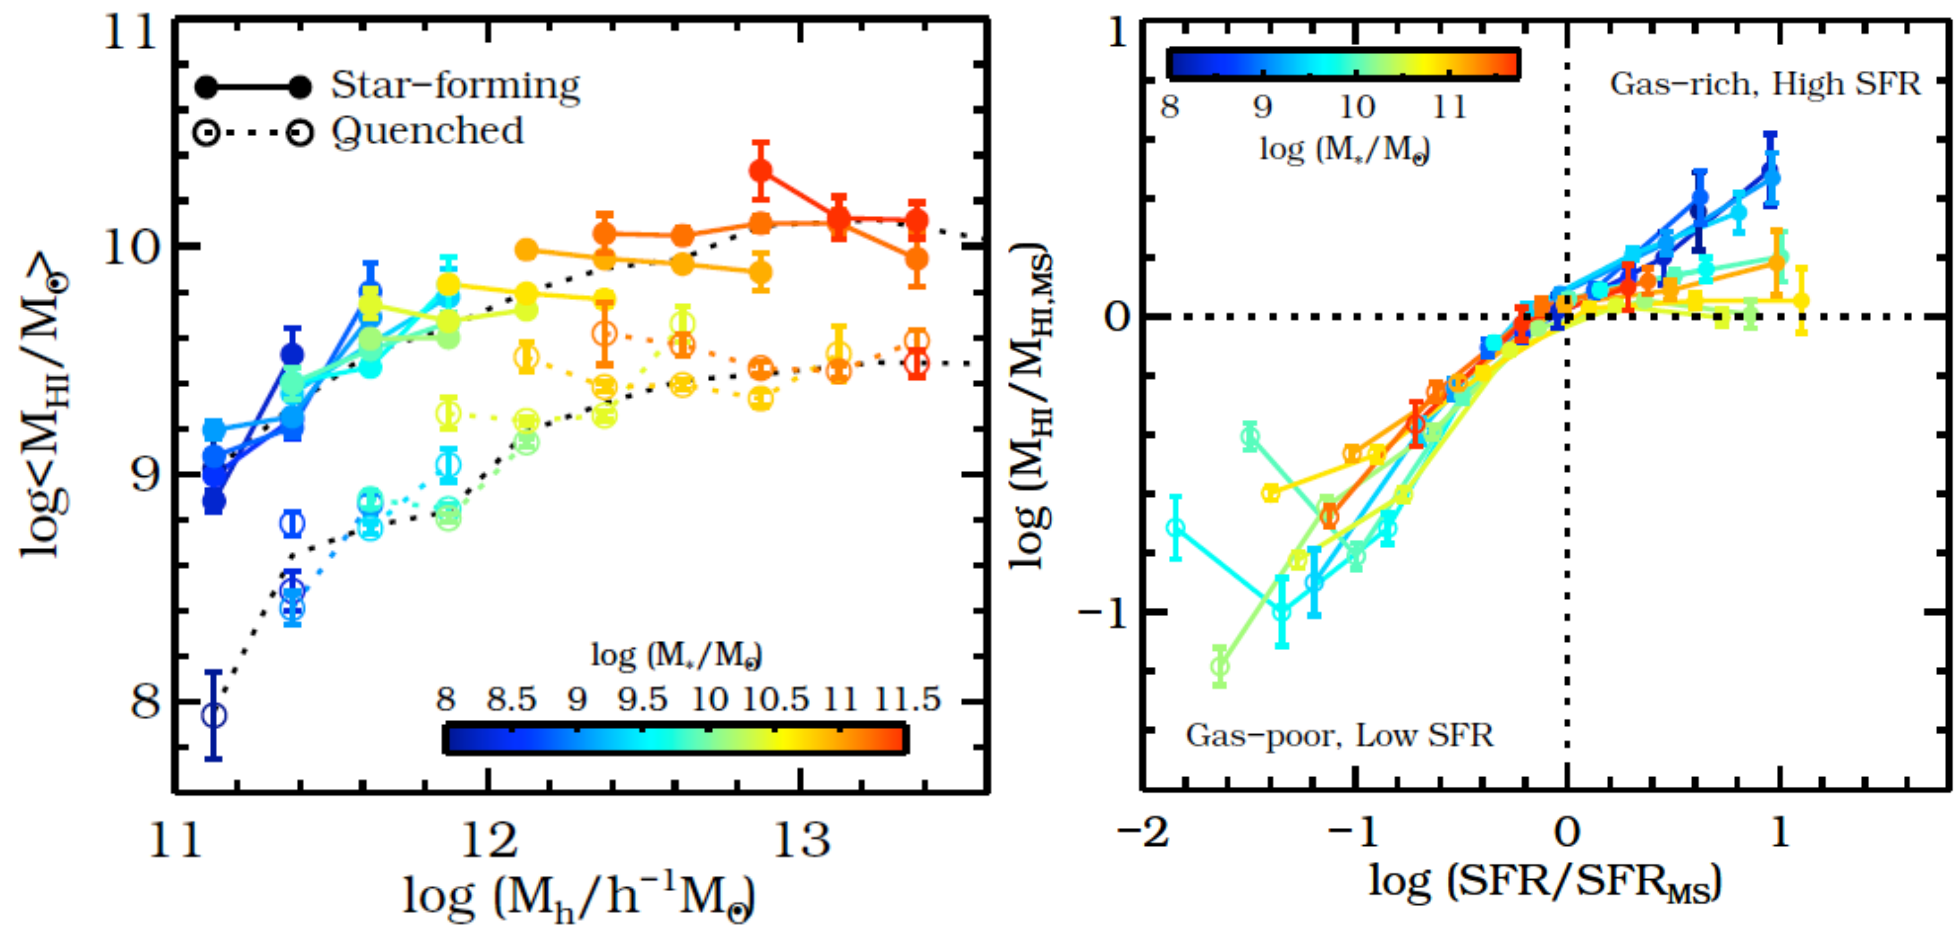 11
10
9
8
log<M_HI/M_⊙>
Star−forming
Quenched
log (M_*/M_⊙)
8 8.5 9 9.5 10 10.5 11 11.5
11 12 13
log (M_h/h^−1M_⊙)
1
0
−1
log (M_HI/M_HI,MS)
8 9 10 11
log (M_*/M_⊙)
Gas−rich, High SFR
Gas−poor, Low SFR
−2 −1 0 1
log (SFR/SFR_MS)